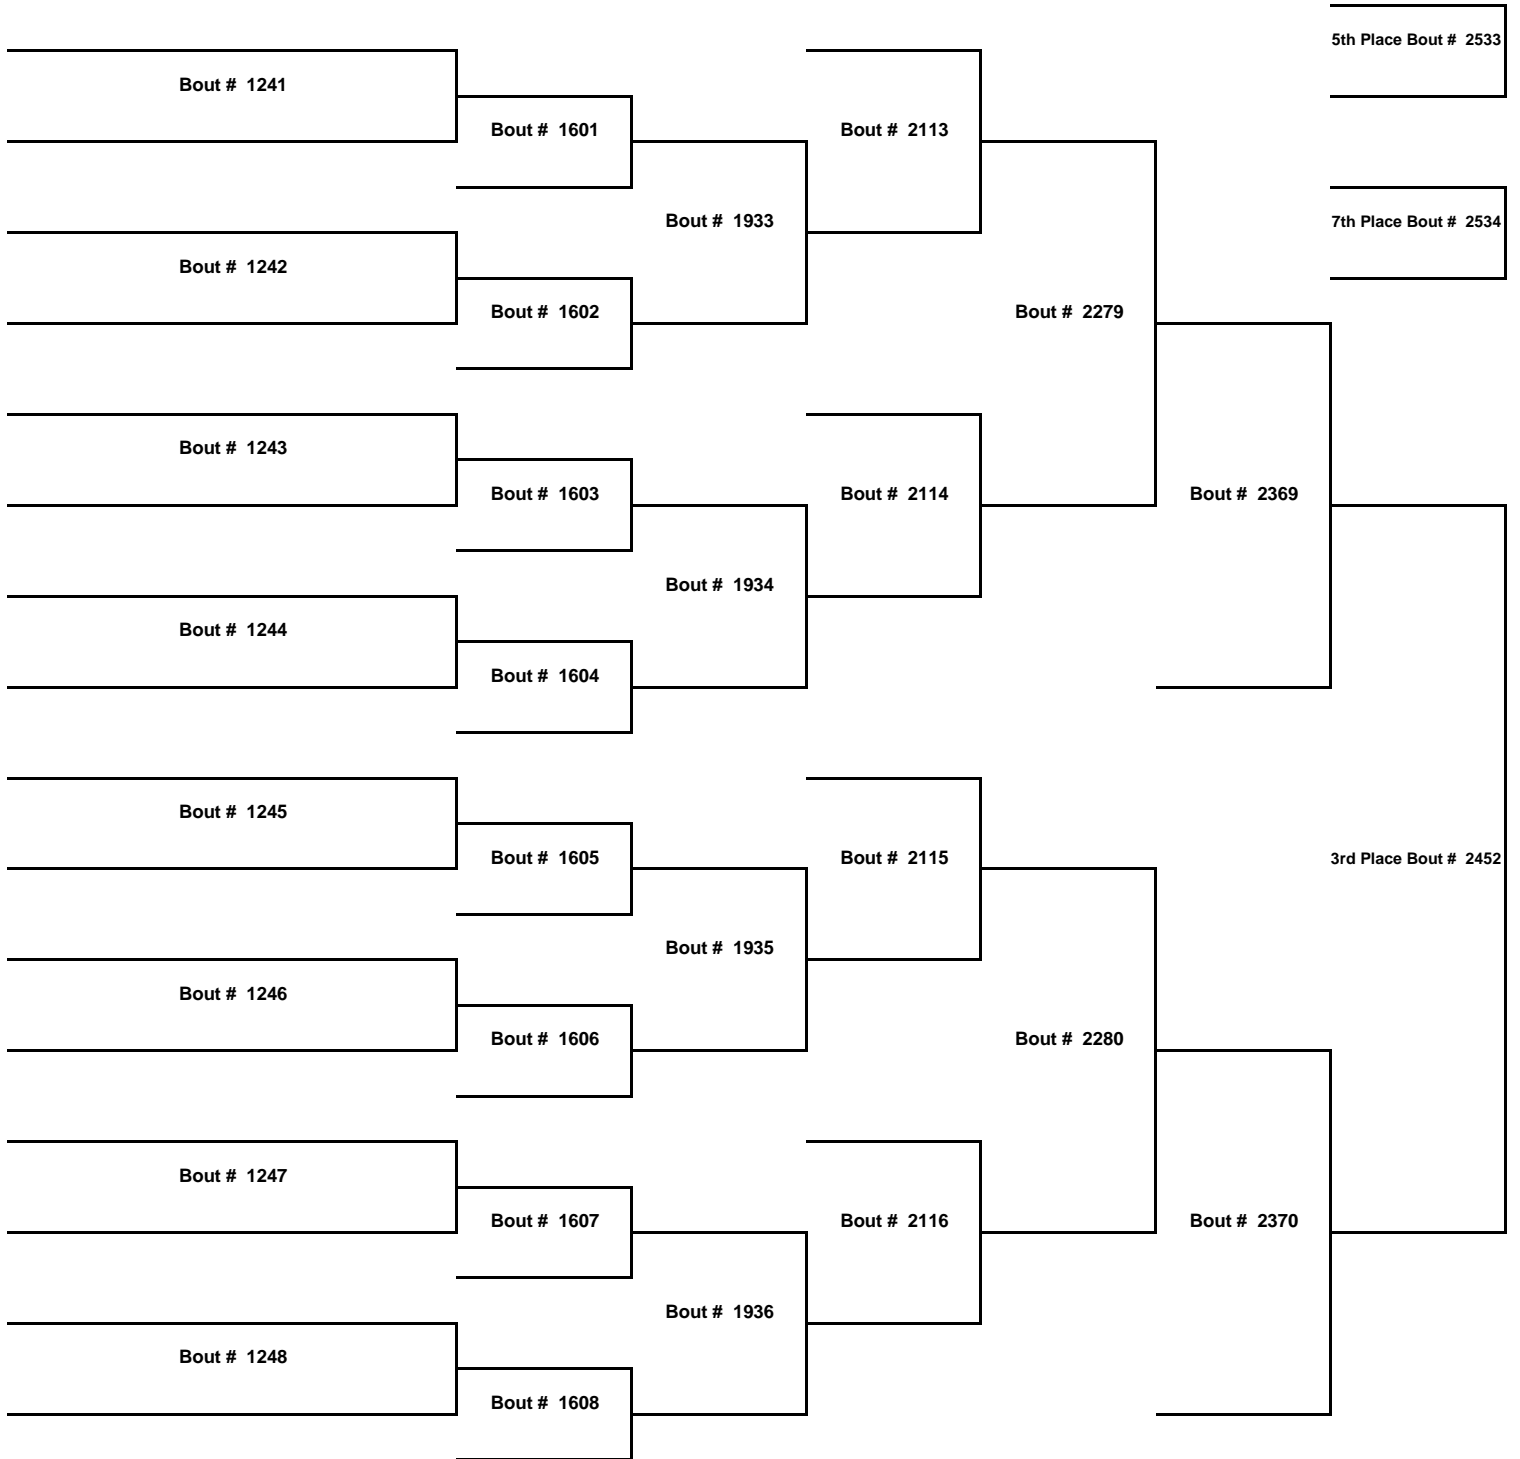 5th Place Bout # 2533
Bout # 1241
Bout # 1601
Bout # 2113
7th Place Bout # 2534
Bout # 1933
Bout # 1242
Bout # 1602
Bout # 2279
Bout # 1243
Bout # 1603
Bout # 2114
Bout # 2369
Bout # 1934
Bout # 1244
Bout # 1604
Bout # 1245
Bout # 1605
Bout # 2115
3rd Place Bout # 2452
Bout # 1935
Bout # 1246
Bout # 1606
Bout # 2280
Bout # 1247
Bout # 1607
Bout # 2116
Bout # 2370
Bout # 1936
Bout # 1248
Bout # 1608